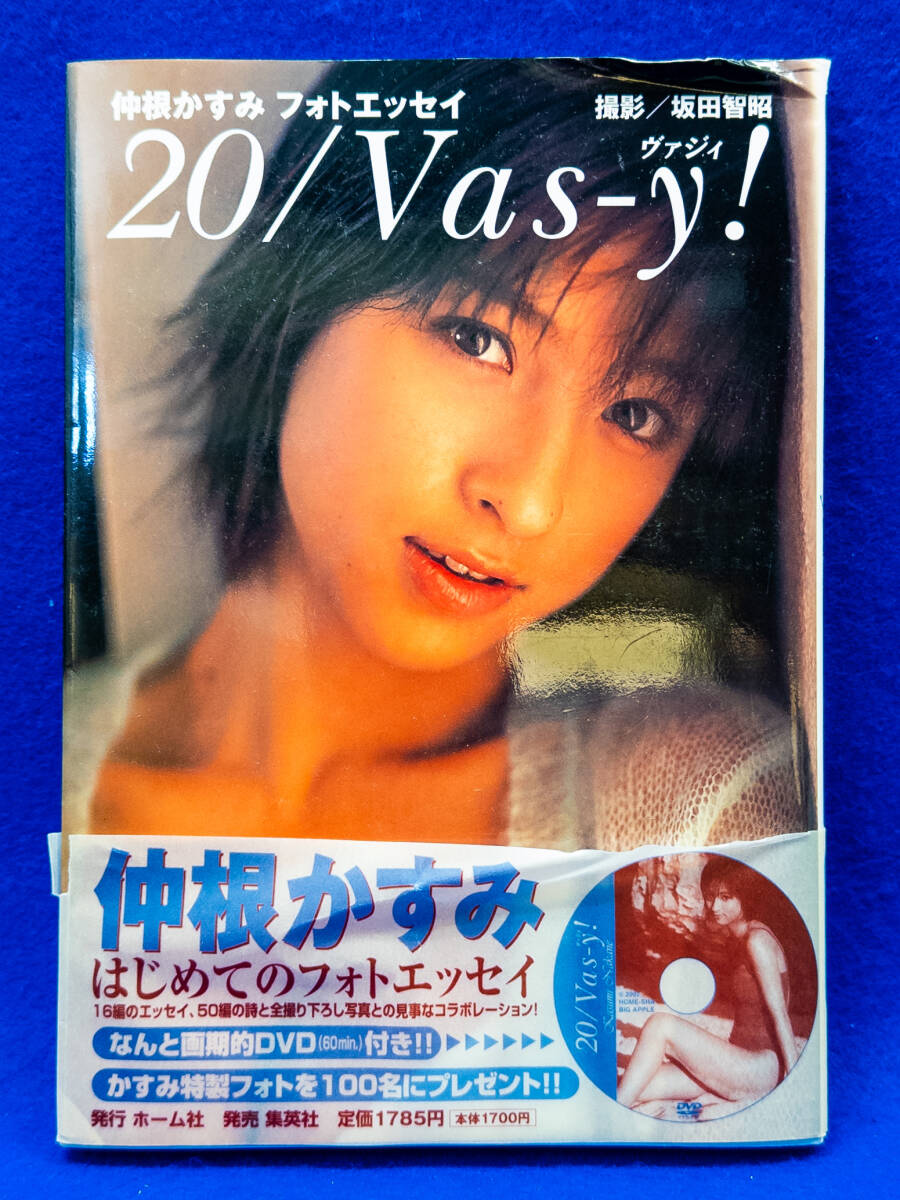 仲根かすみ フォトエッセイ
撮影／坂田智昭
ヴァジィ
20/Vas-y!
仲根かすみ
はじめてのフォトエッセイ
16編のエッセイ、50編の詩と全撮り下ろし写真との見事なコラボレーション!
なんと画期的DVD(60min.)付き!!
かすみ特製フォトを100名にプレゼント!!
発行 ホーム社 発売 集英社 定価1785円 本体1700円
20/Vas-y!
Kasumi Nakane
HOME-SHA
BIG APPLE
DVD